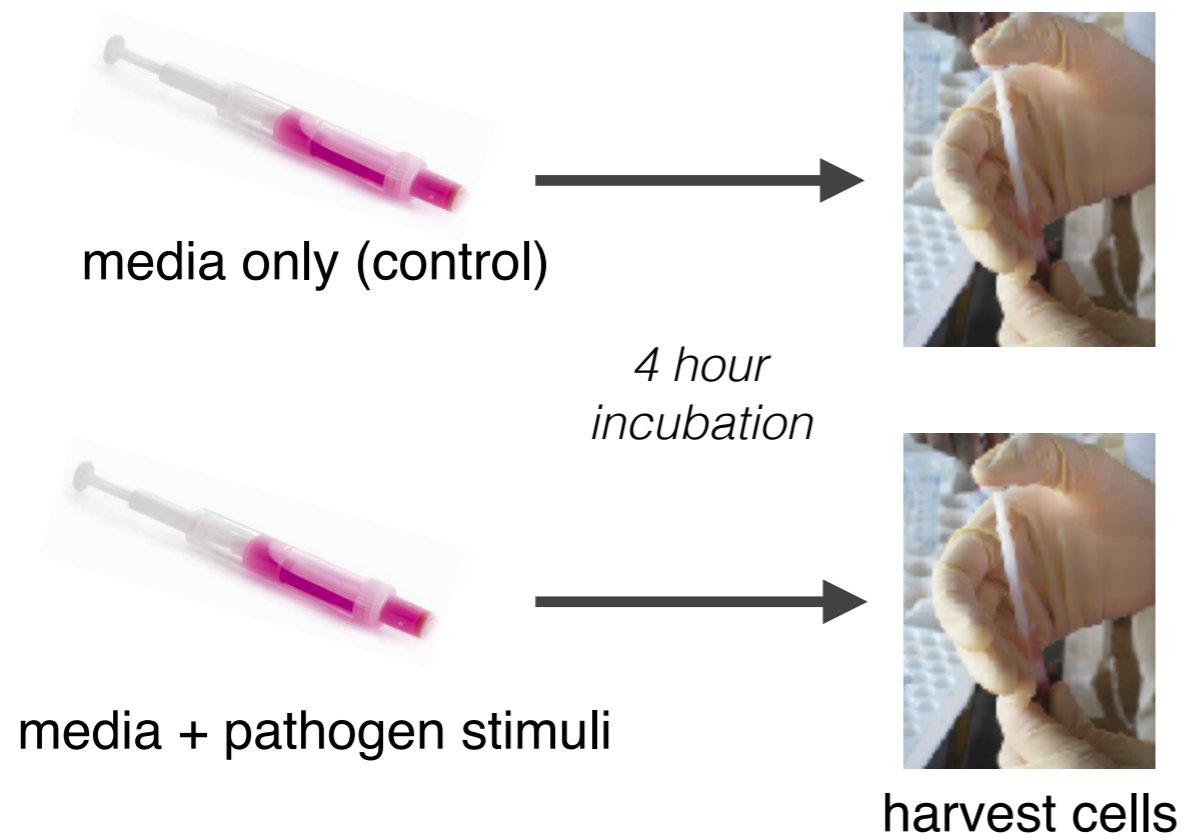 media only (control)
4 hour
incubation
media + pathogen stimuli
harvest cells